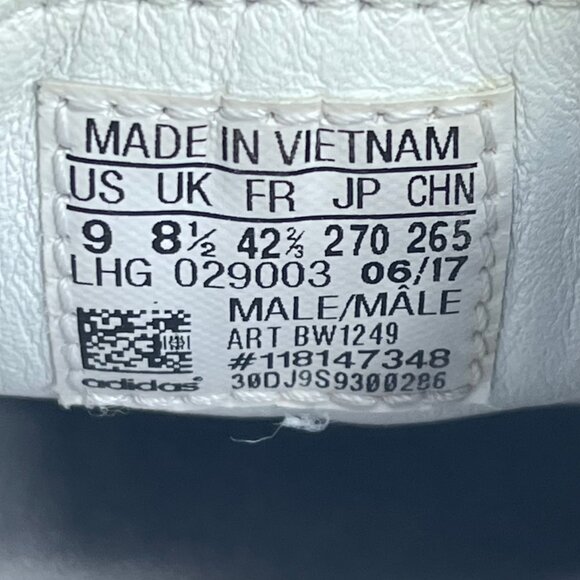 MADE IN VIETNAM
US UK FR JP CHN
9 8½ 42⅔ 270 265
LHG 029003 06/17
MALE/MÂLE
ART BW1249
#118147348
adidas® 30DJ9S9300286